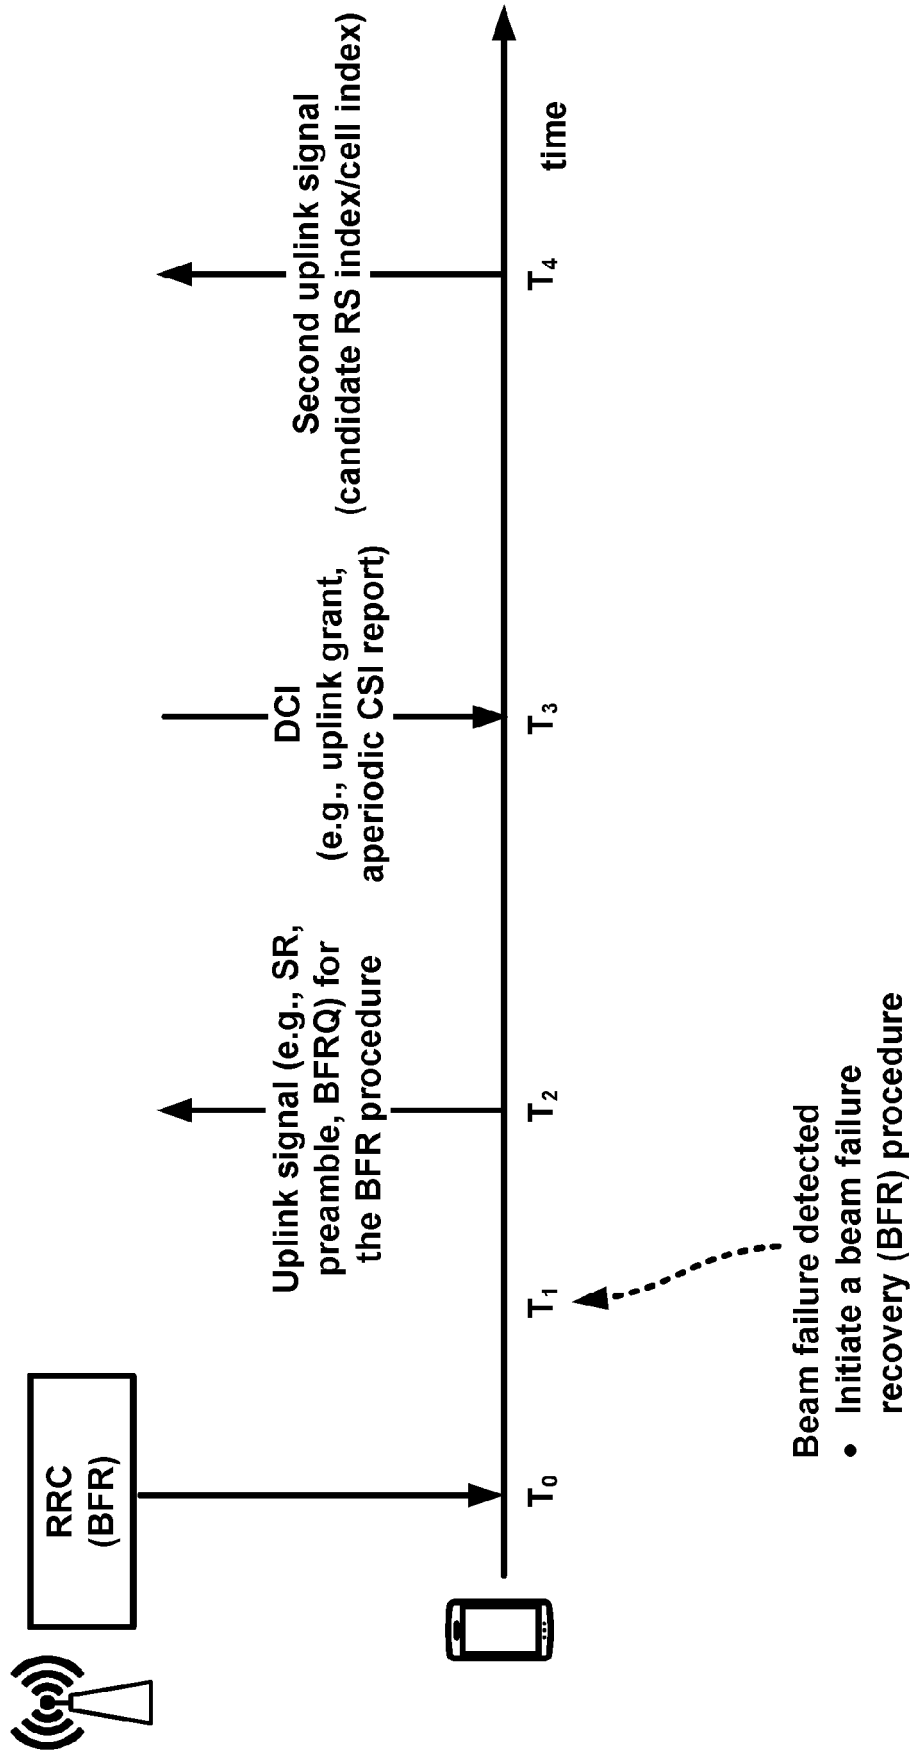 RRC
(BFR)
Uplink signal (e.g., SR,
preamble, BFRQ) for
the BFR procedure
DCI
(e.g., uplink grant,
aperiodic CSI report)
Second uplink signal
(candidate RS index/cell index)
T0
T1
T2
T3
T4
time
Beam failure detected
• Initiate a beam failure
recovery (BFR) procedure